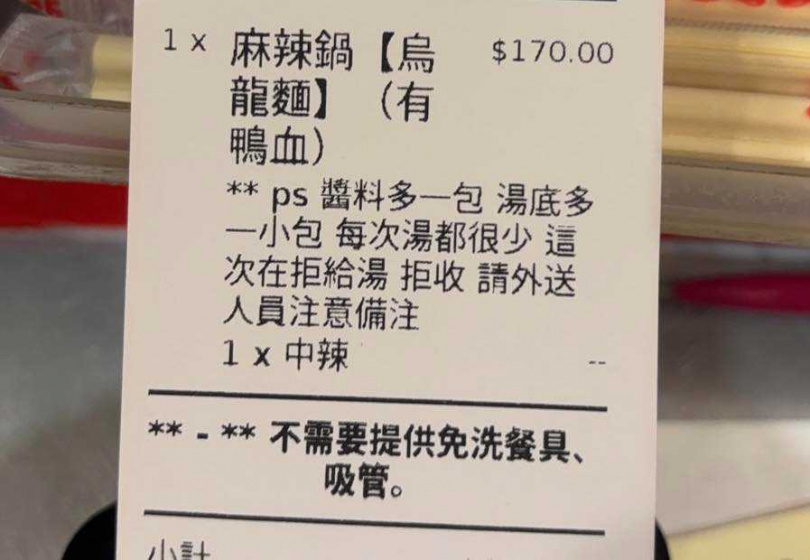 1 x 麻辣鍋【烏 $170.00
龍麵】（有
鴨血）
** ps 醬料多一包 湯底多
一小包 每次湯都很少 這
次在拒給湯 拒收 請外送
人員注意備注
1 x 中辣 --
** - ** 不需要提供免洗餐具、
吸管。
小計